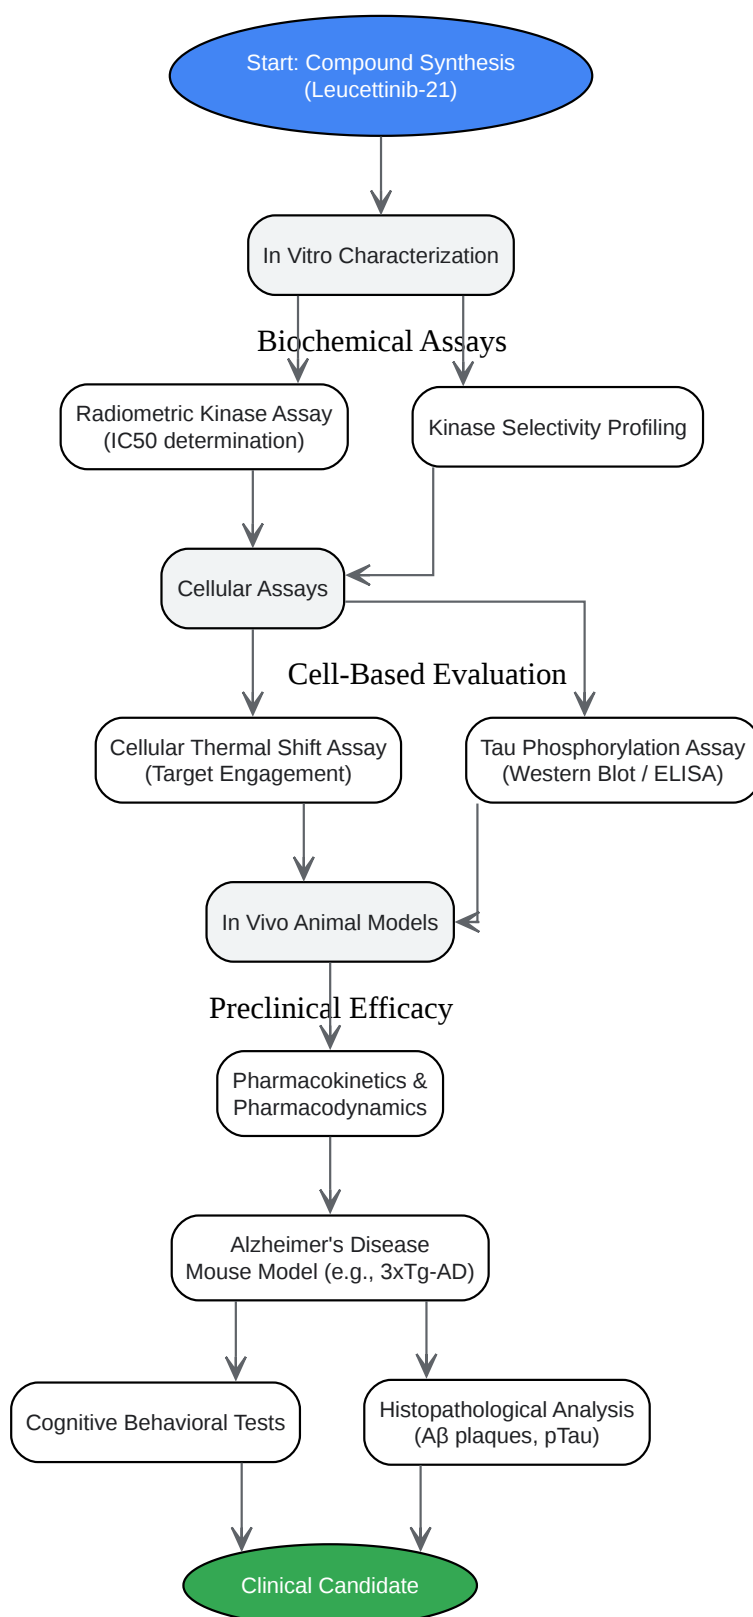 Start: Compound Synthesis
(Leucettinib-21)
In Vitro Characterization
Biochemical Assays
Radiometric Kinase Assay
(IC50 determination)
Kinase Selectivity Profiling
Cellular Assays
Cell-Based Evaluation
Cellular Thermal Shift Assay
(Target Engagement)
Tau Phosphorylation Assay
(Western Blot / ELISA)
In Vivo Animal Models
Preclinical Efficacy
Pharmacokinetics &
Pharmacodynamics
Alzheimer's Disease
Mouse Model (e.g., 3xTg-AD)
Cognitive Behavioral Tests
Histopathological Analysis
(Aβ plaques, pTau)
Clinical Candidate